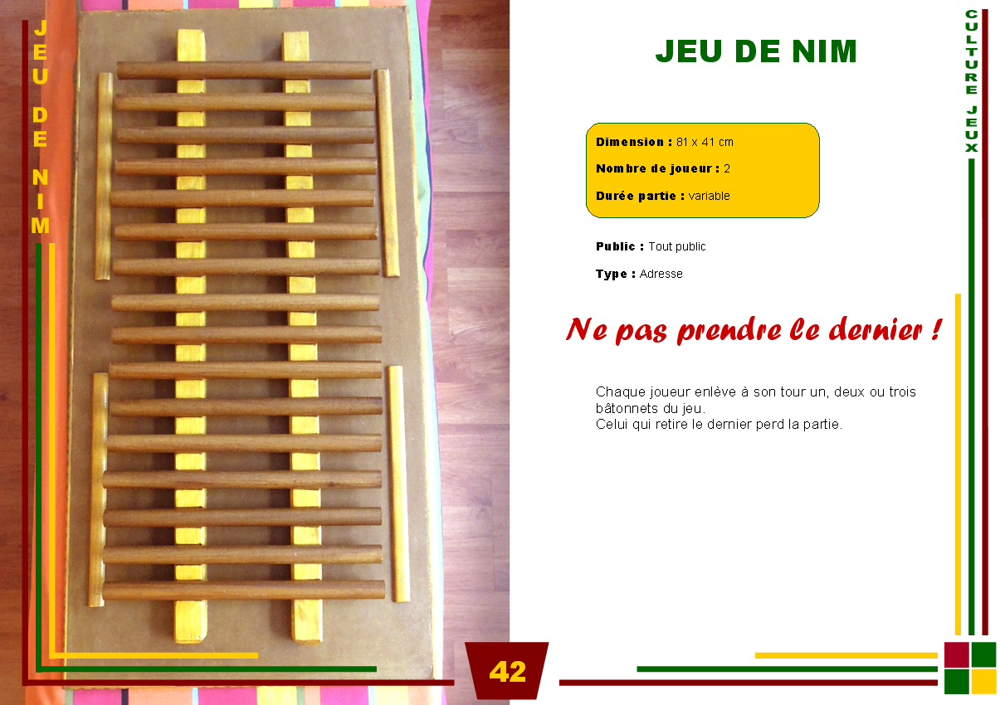 JEU DE NIM
JEU DE NIM
CULTURE JEUX
Dimension : 81 x 41 cm
Nombre de joueur : 2
Durée partie : variable
Public : Tout public
Type : Adresse
Ne pas prendre le dernier !
Chaque joueur enlève à son tour un, deux ou trois
bâtonnets du jeu.
Celui qui retire le dernier perd la partie.
42